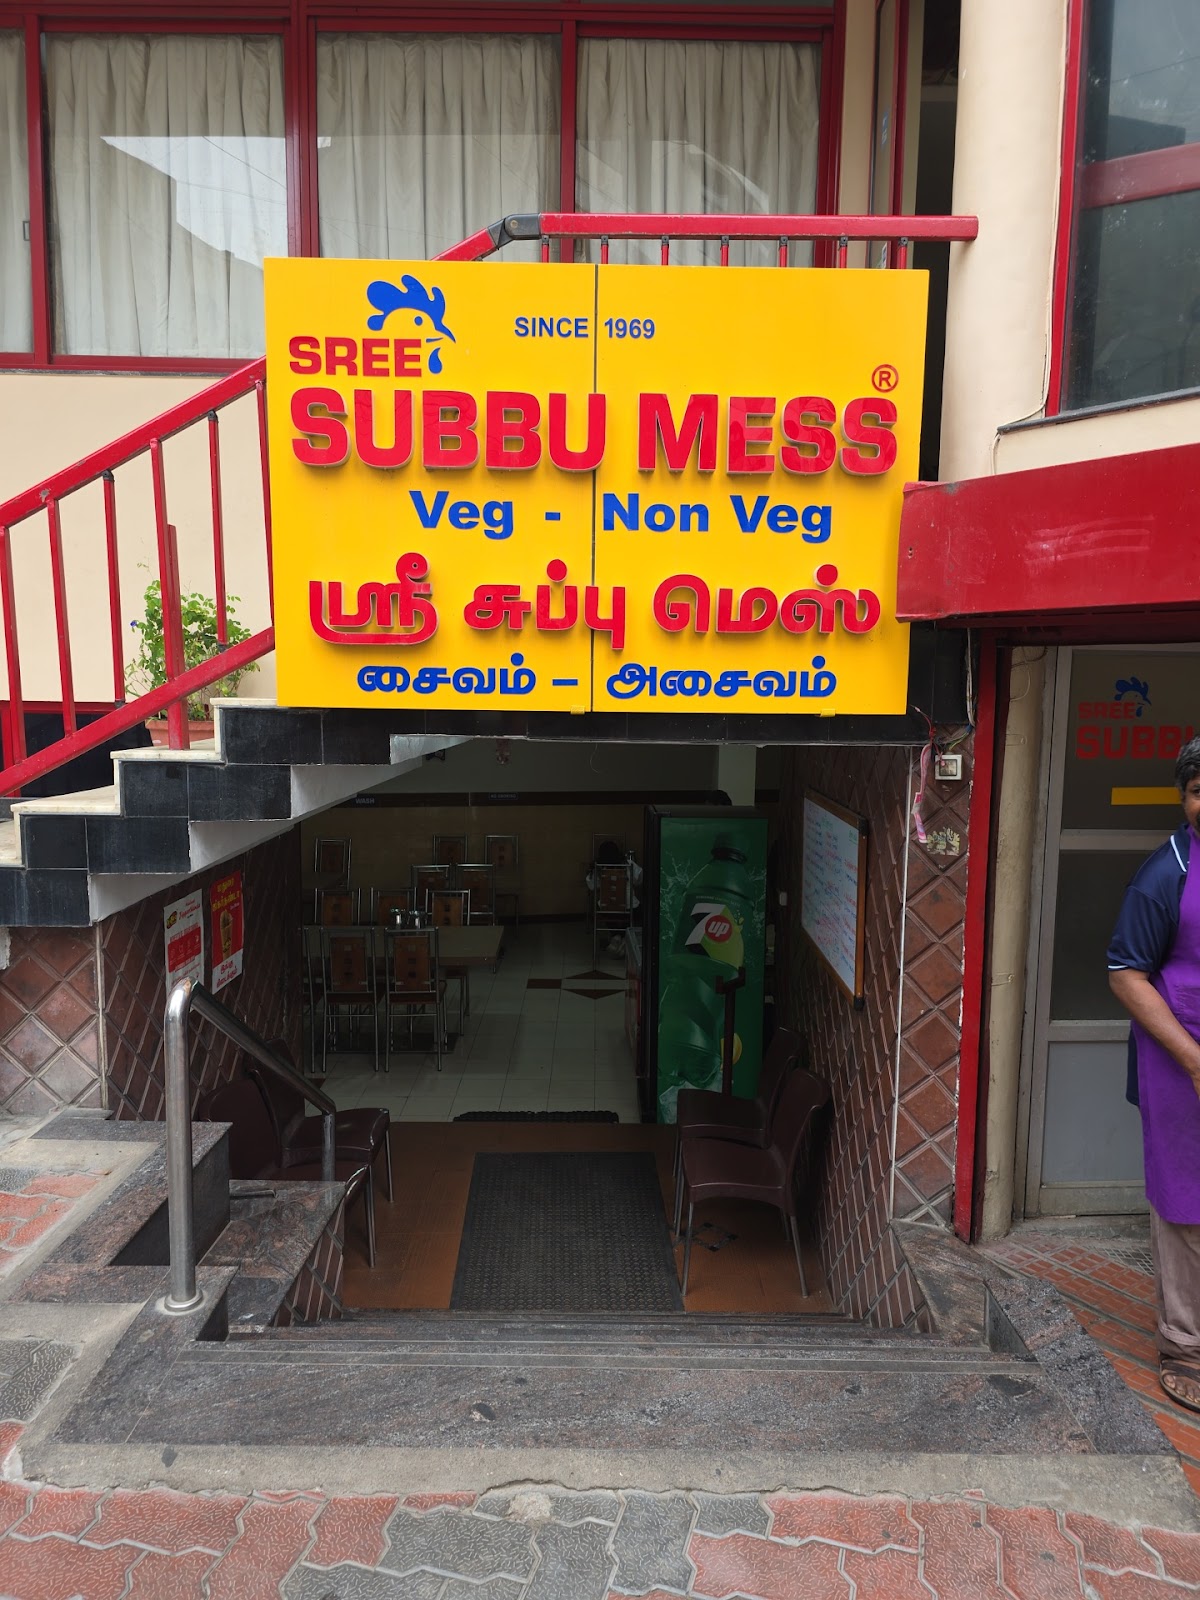 SINCE 1969
SREE
SUBBU MESS®
Veg - Non Veg
ஸ்ரீ சுப்பு மெஸ்
சைவம் – அசைவம்
SREE
SUBBU
7up